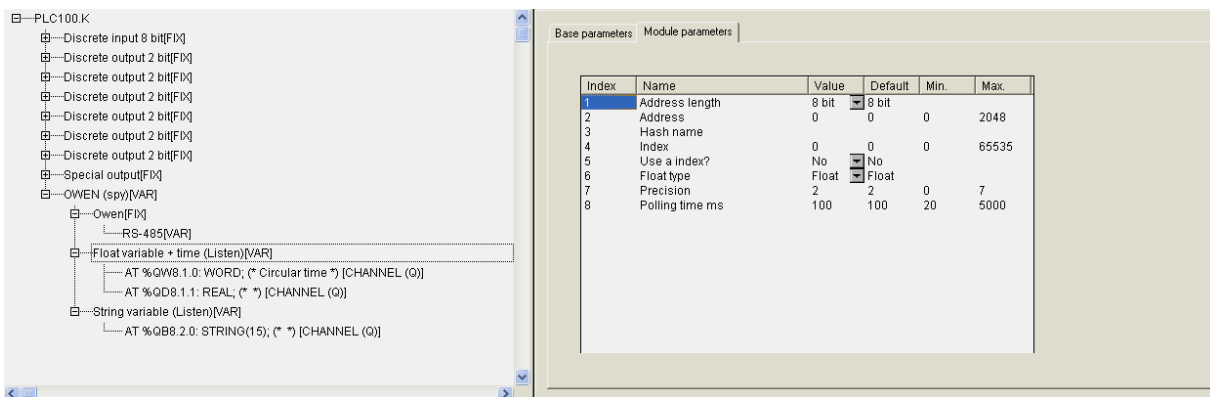 PLC100.K
Discrete input 8 bit[FIX]
Discrete output 2 bit[FIX]
Discrete output 2 bit[FIX]
Discrete output 2 bit[FIX]
Discrete output 2 bit[FIX]
Discrete output 2 bit[FIX]
Discrete output 2 bit[FIX]
Special output[FIX]
OWEN (spy)[VAR]
Owen[FIX]
RS-485[VAR]
Float variable + time (Listen)[VAR]
AT %QW8.1.0: WORD; (* Circular time *) [CHANNEL (Q)]
AT %QD8.1.1: REAL; (* *) [CHANNEL (Q)]
String variable (Listen)[VAR]
AT %QB8.2.0: STRING(15); (* *) [CHANNEL (Q)]
Base parameters Module parameters
Index Name Value Default Min. Max.
1 Address length 8 bit 8 bit
2 Address 0 0 0 2048
3 Hash name
4 Index 0 0 0 65535
5 Use a index? No No
6 Float type Float Float
7 Precision 2 2 0 7
8 Polling time ms 100 100 20 5000